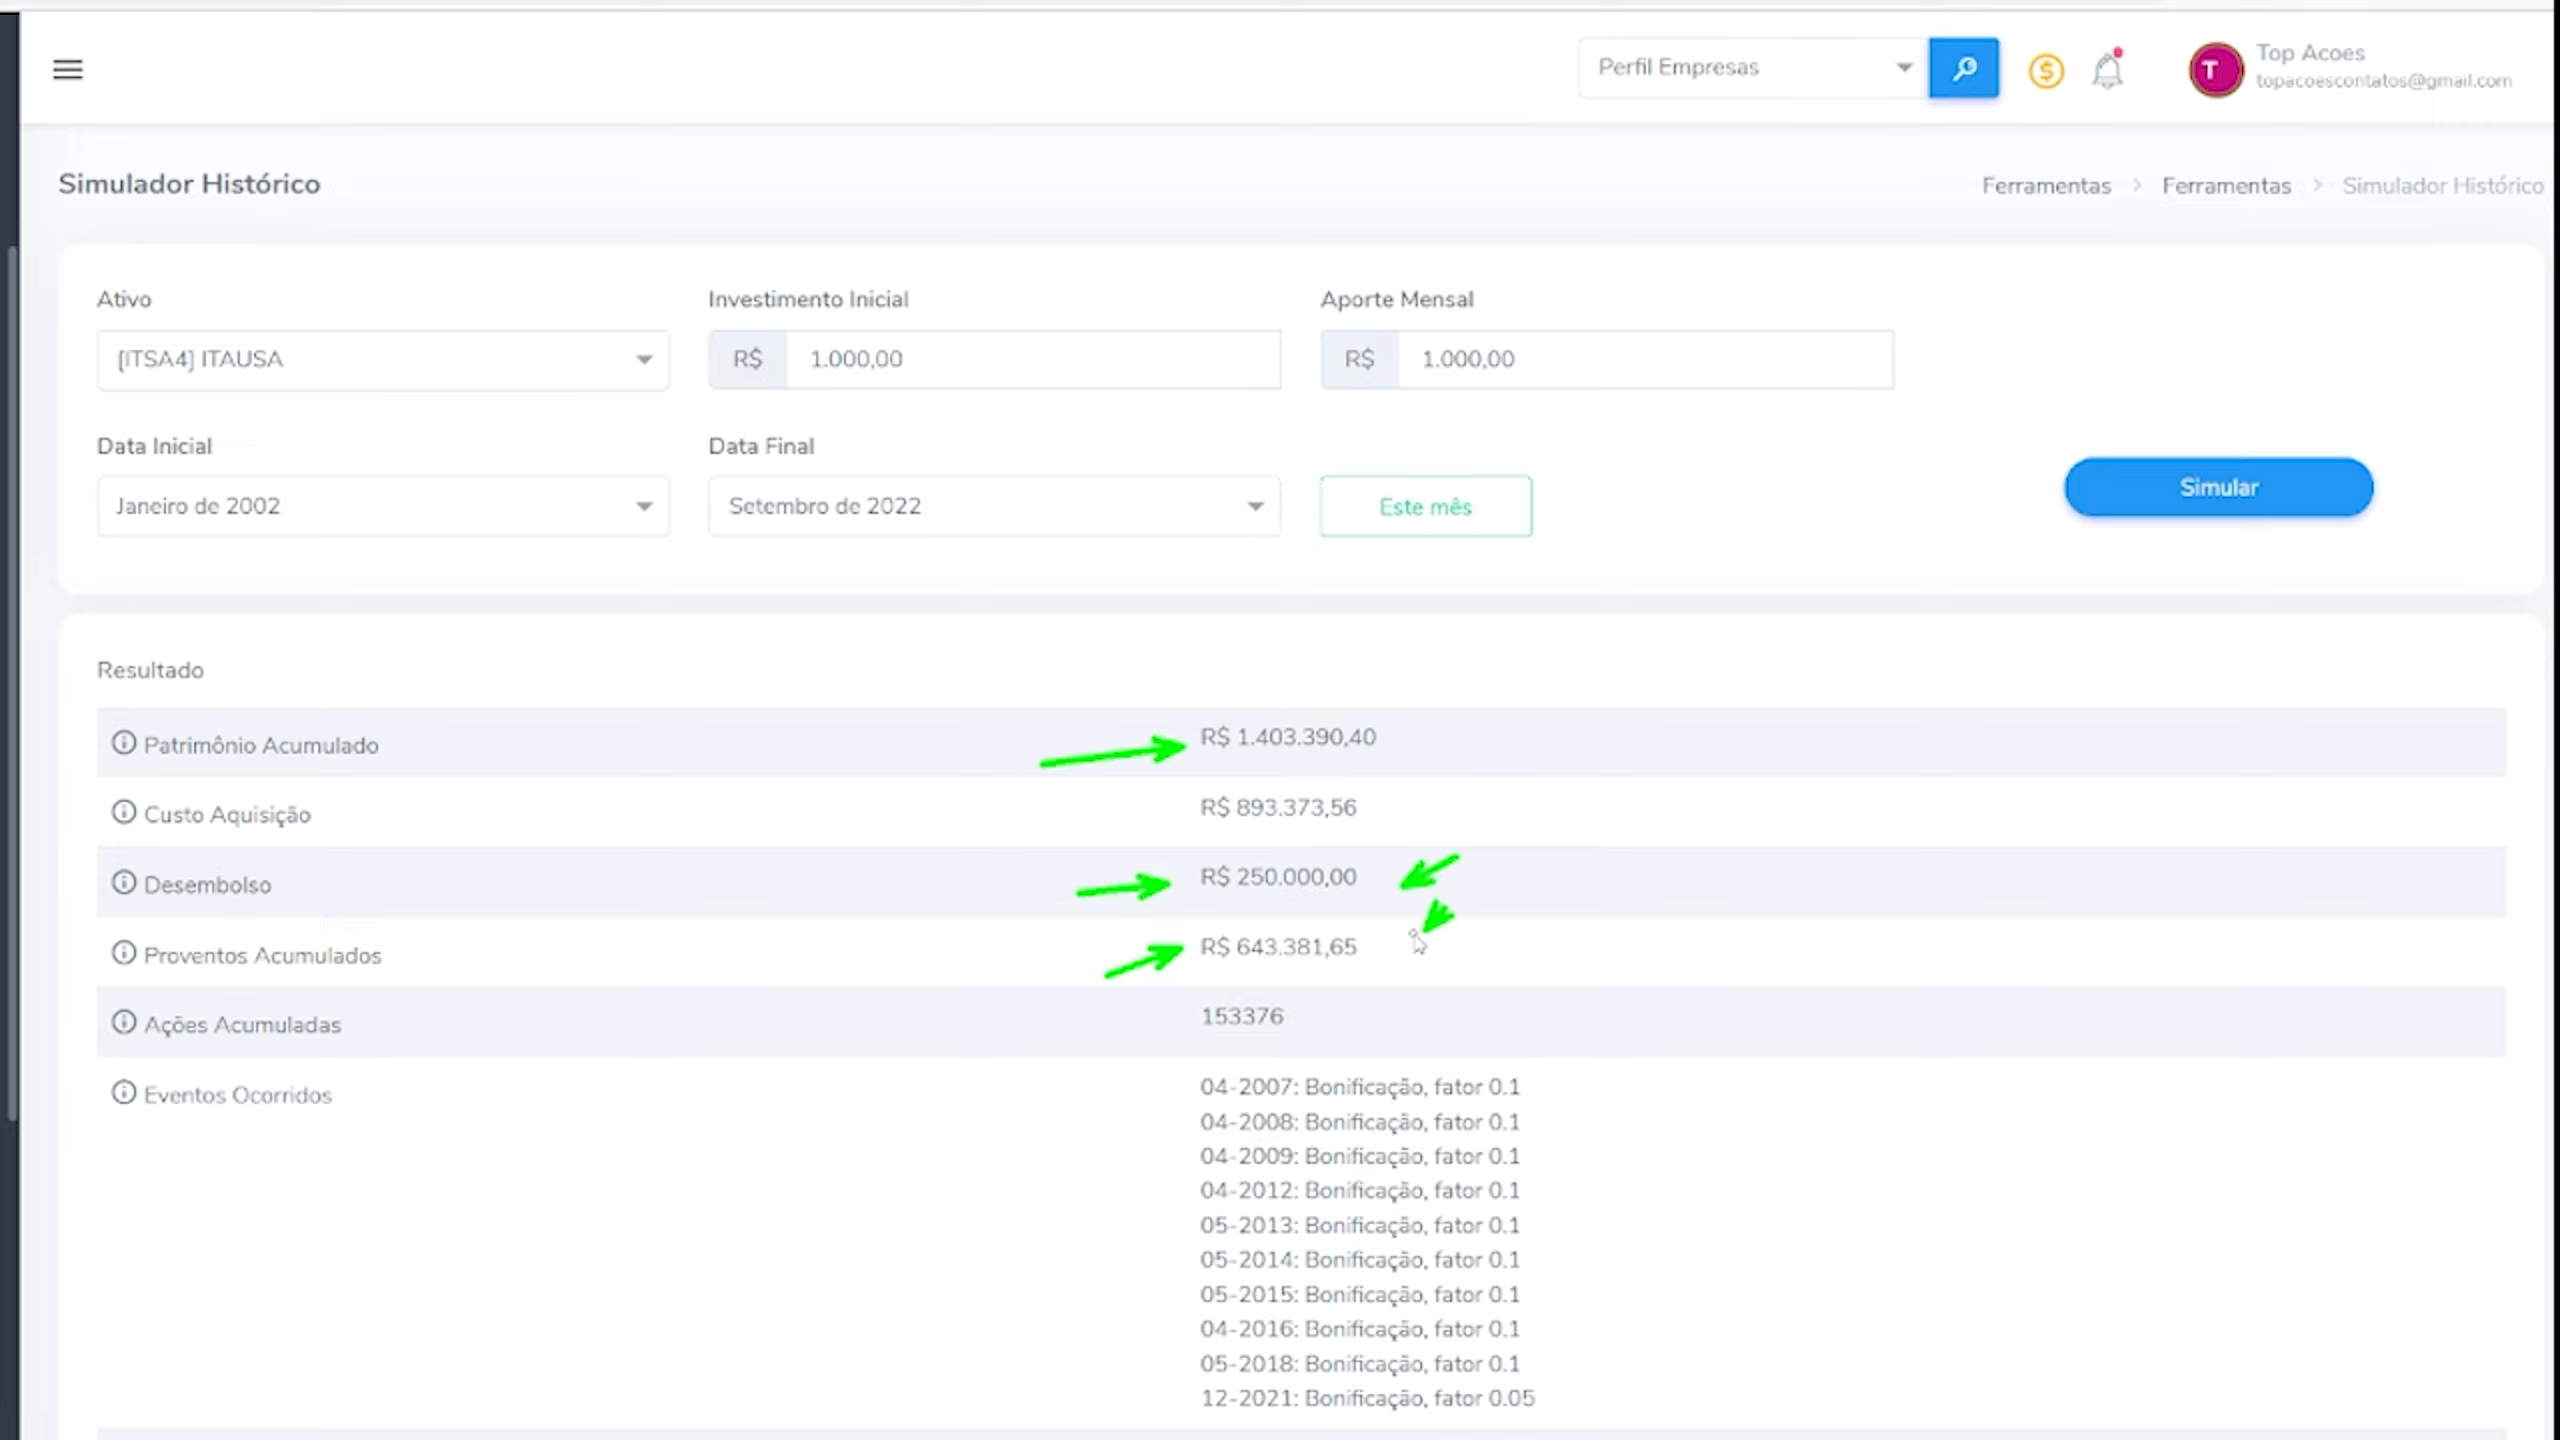 Perfil Empresas
T
Top Acoes
topacoescontatos@gmail.com
Simulador Histórico
Ferramentas > Ferramentas > Simulador Histórico
Ativo
Investimento Inicial
Aporte Mensal
[ITSA4] ITAUSA
R$ 1.000,00
R$ 1.000,00
Data Inicial
Data Final
Janeiro de 2002
Setembro de 2022
Este mês
Simular
Resultado
Patrimônio Acumulado R$ 1.403.390,40
Custo Aquisição R$ 893.373,56
Desembolso R$ 250.000,00
Proventos Acumulados R$ 643.381,65
Ações Acumuladas 153376
Eventos Ocorridos 04-2007: Bonificação, fator 0.1
04-2008: Bonificação, fator 0.1
04-2009: Bonificação, fator 0.1
04-2012: Bonificação, fator 0.1
05-2013: Bonificação, fator 0.1
05-2014: Bonificação, fator 0.1
05-2015: Bonificação, fator 0.1
04-2016: Bonificação, fator 0.1
05-2018: Bonificação, fator 0.1
12-2021: Bonificação, fator 0.05